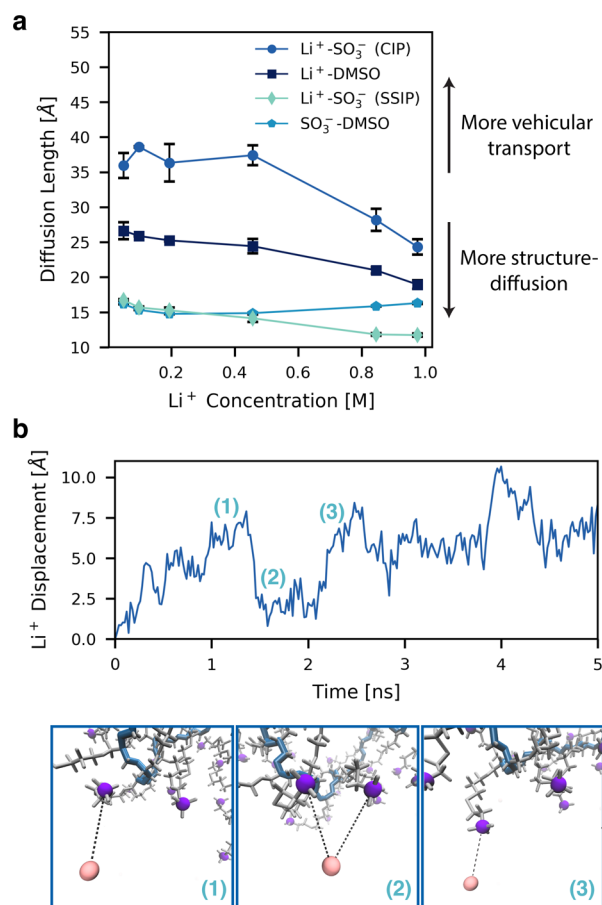 a
55
50
45
40
35
30
25
20
15
10
Diffusion Length [Å]
Li⁺-SO₃⁻ (CIP)
Li⁺-DMSO
Li⁺-SO₃⁻ (SSIP)
SO₃⁻-DMSO
0.2 0.4 0.6 0.8 1.0
Li⁺ Concentration [M]
More vehicular
transport
More structure-
diffusion
b
10.0
7.5
5.0
2.5
0.0
Li⁺ Displacement [Å]
(1)
(2)
(3)
0 1 2 3 4 5
Time [ns]
(1)
(2)
(3)